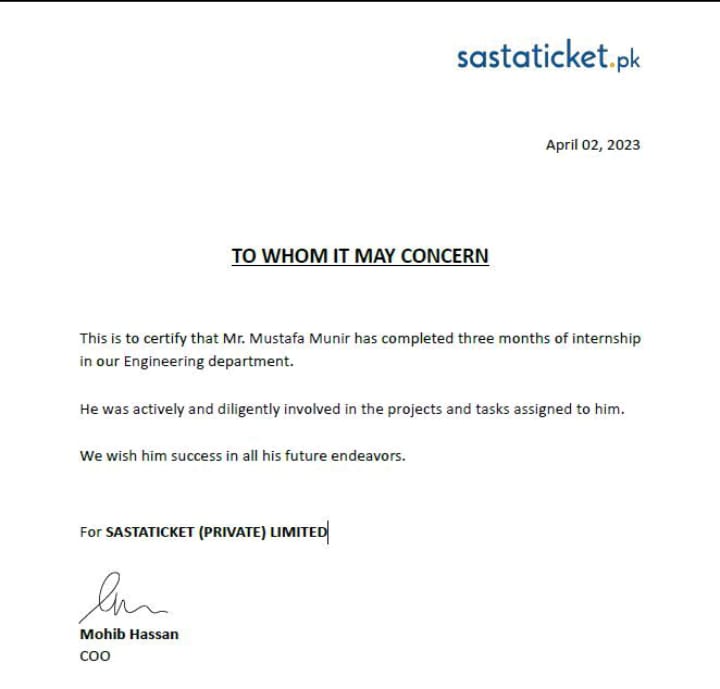 sastaticket.pk
April 02, 2023
TO WHOM IT MAY CONCERN
This is to certify that Mr. Mustafa Munir has completed three months of internship
in our Engineering department.
He was actively and diligently involved in the projects and tasks assigned to him.
We wish him success in all his future endeavors.
For SASTATICKET (PRIVATE) LIMITED
Mohib Hassan
COO